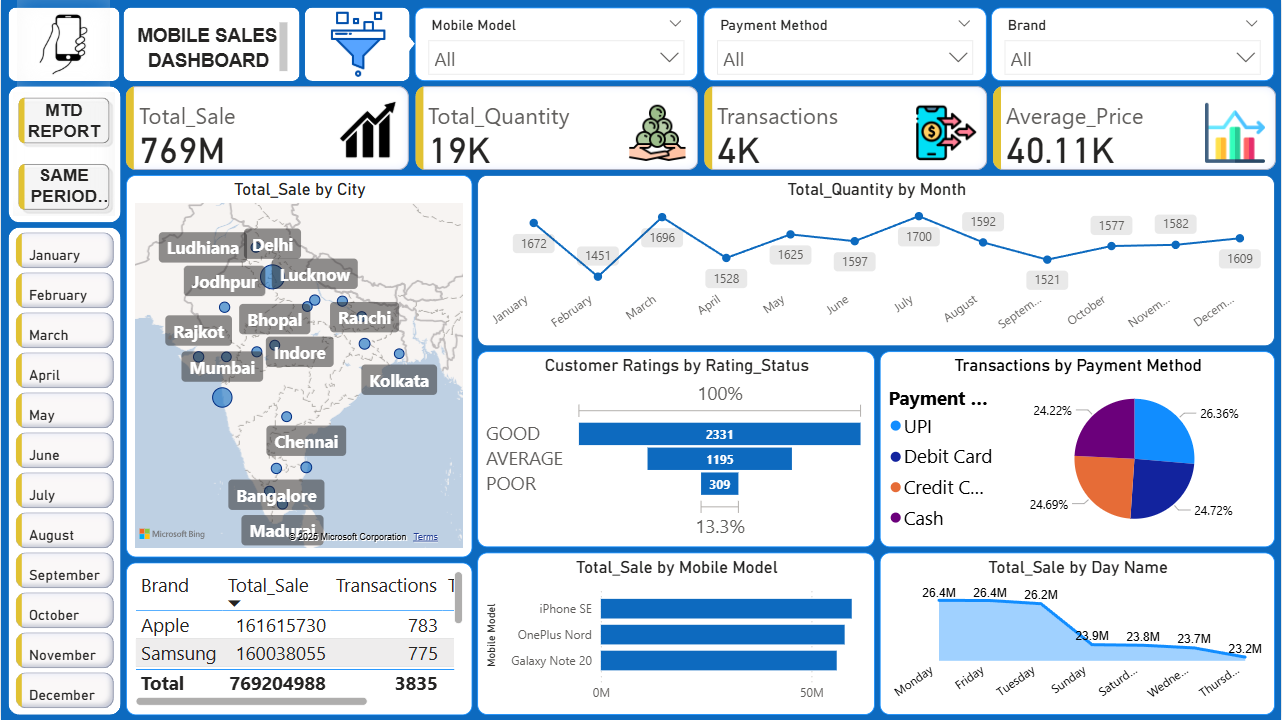 MOBILE SALES
DASHBOARD
Mobile Model
All
Payment Method
All
Brand
All
MTD
REPORT
SAME
PERIOD..
Total_Sale
769M
Total_Quantity
19K
Transactions
4K
Average_Price
40.11K
January
February
March
April
May
June
July
August
September
October
November
December
Total_Sale by City
Ludhiana
Delhi
Jodhpur
Lucknow
Rajkot
Bhopal
Ranchi
Mumbai
Indore
Kolkata
Chennai
Bangalore
Madurai
Microsoft Bing
© 2025 Microsoft Corporation Terms
Total_Quantity by Month
1672
1451
1696
1528
1625
1597
1700
1592
1521
1577
1582
1609
January
February
March
April
May
June
July
August
Septem...
October
Novem...
Decem...
Customer Ratings by Rating_Status
100%
GOOD 2331
AVERAGE 1195
POOR 309
13.3%
Transactions by Payment Method
Payment ...
UPI
Debit Card
Credit C...
Cash
24.22%
26.36%
24.69%
24.72%
Brand Total_Sale Transactions
Apple 161615730 783
Samsung 160038055 775
Total 769204988 3835
Total_Sale by Mobile Model
Mobile Model
iPhone SE
OnePlus Nord
Galaxy Note 20
0M 50M
Total_Sale by Day Name
26.4M
26.4M
26.2M
23.9M
23.8M
23.7M
23.2M
Monday
Friday
Tuesday
Sunday
Saturd...
Wedne...
Thursd...